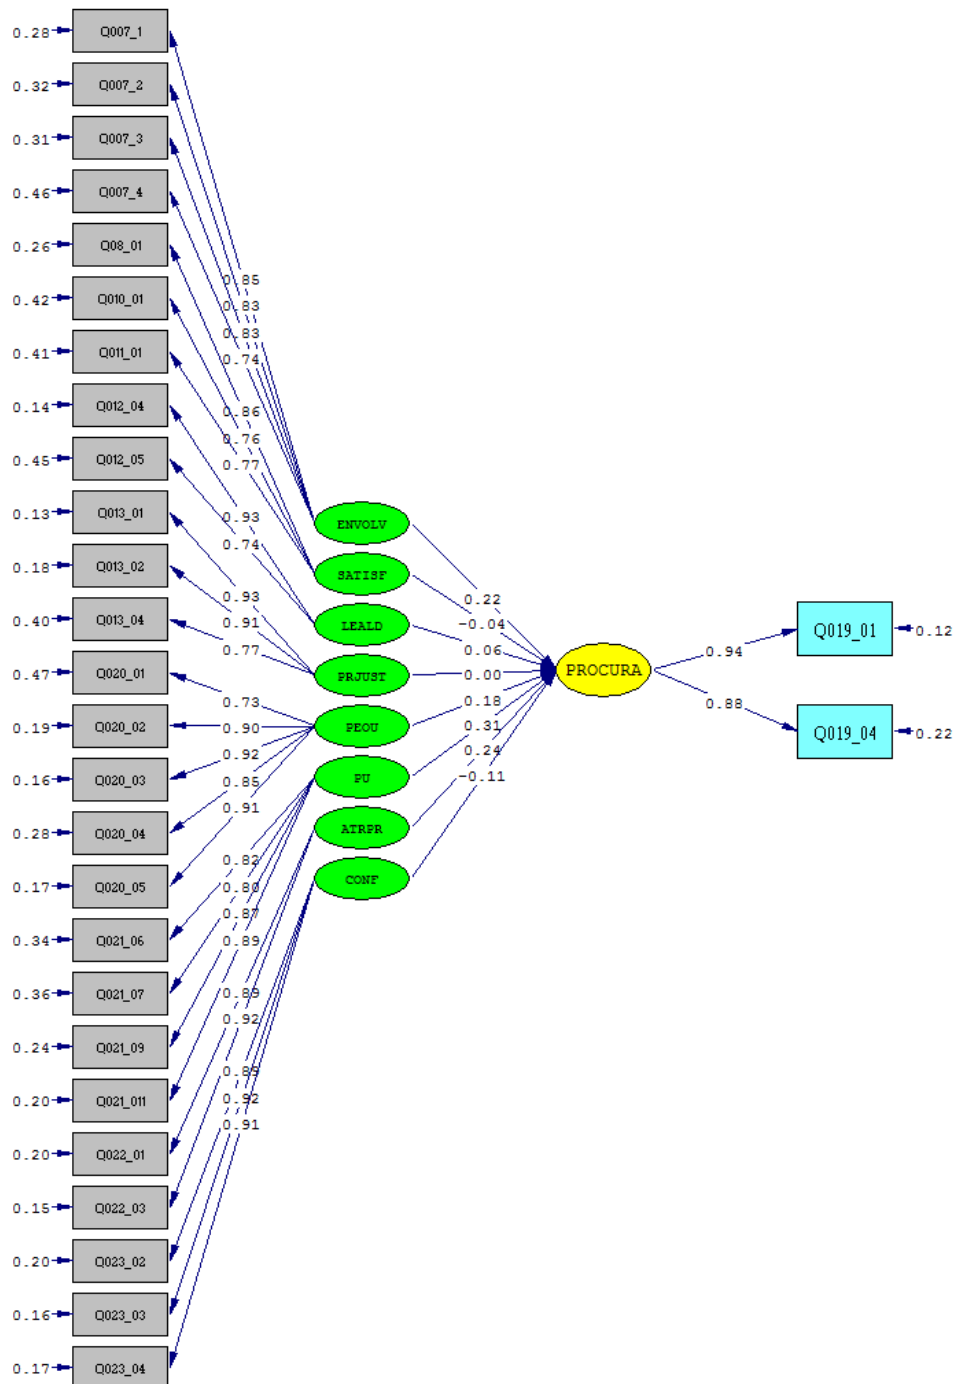 0.28 Q007_1
0.32 Q007_2
0.31 Q007_3
0.46 Q007_4
0.26 Q08_01
0.42 Q010_01
0.41 Q011_01
0.14 Q012_04
0.45 Q012_05
0.13 Q013_01
0.18 Q013_02
0.40 Q013_04
0.47 Q020_01
0.19 Q020_02
0.16 Q020_03
0.28 Q020_04
0.17 Q020_05
0.34 Q021_06
0.36 Q021_07
0.24 Q021_09
0.20 Q021_011
0.20 Q022_01
0.15 Q022_03
0.20 Q023_02
0.16 Q023_03
0.17 Q023_04
0.85
0.83
0.83
0.74
0.86
0.76
0.77
0.93
0.74
0.93
0.91
0.77
0.73
0.90
0.92
0.85
0.91
0.82
0.80
0.87
0.89
0.89
0.92
0.89
0.92
0.91
ENVOLV
SATISF
LEALD
PRJUST
PEOU
PU
ATRPR
CONF
0.22
-0.04
0.06
0.00
0.18
0.31
0.24
-0.11
PROCURA
0.94
0.88
Q019_01 0.12
Q019_04 0.22